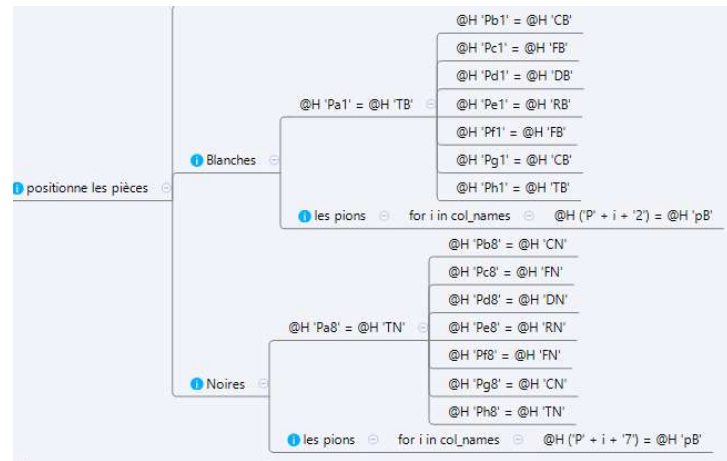 positionne les pièces
Blanches
@H 'Pa1' = @H 'TB'
@H 'Pb1' = @H 'CB'
@H 'Pc1' = @H 'FB'
@H 'Pd1' = @H 'DB'
@H 'Pe1' = @H 'RB'
@H 'Pf1' = @H 'FB'
@H 'Pg1' = @H 'CB'
@H 'Ph1' = @H 'TB'
les pions for i in col_names @H ('P' + i + '2') = @H 'pB'
Noires
@H 'Pa8' = @H 'TN'
@H 'Pb8' = @H 'CN'
@H 'Pc8' = @H 'FN'
@H 'Pd8' = @H 'DN'
@H 'Pe8' = @H 'RN'
@H 'Pf8' = @H 'FN'
@H 'Pg8' = @H 'CN'
@H 'Ph8' = @H 'TN'
les pions for i in col_names @H ('P' + i + '7') = @H 'pB'